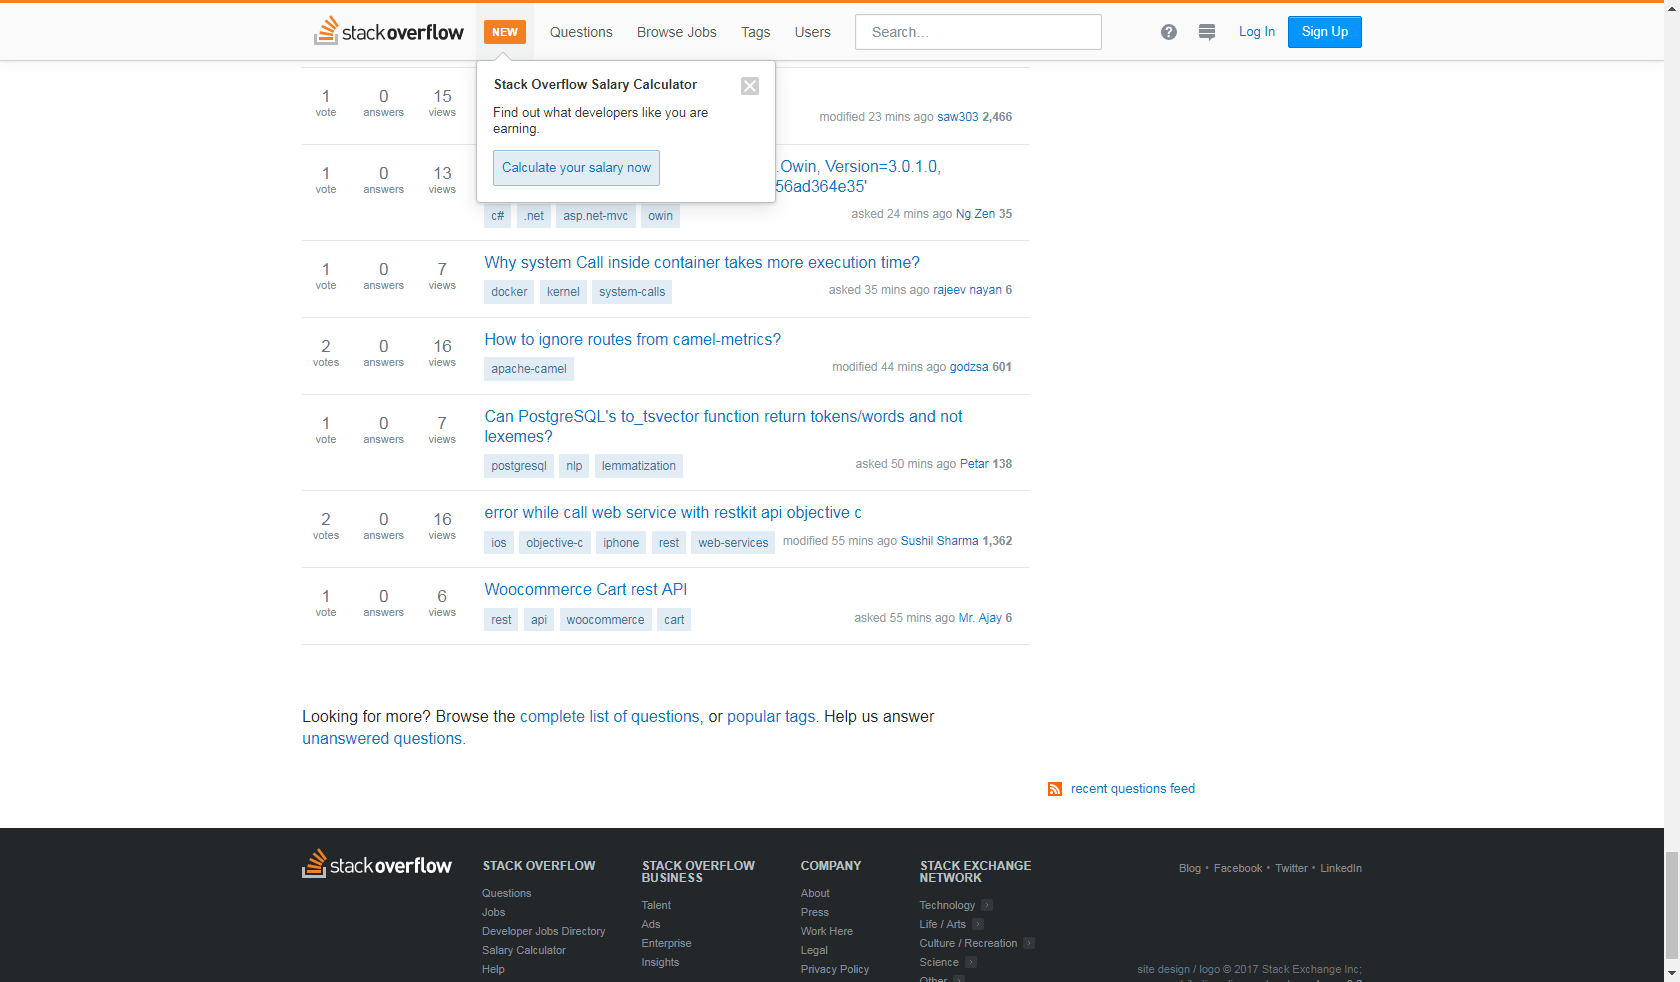 stackoverflow NEW Questions Browse Jobs Tags Users Search... ? Log In Sign Up
Stack Overflow Salary Calculator
Find out what developers like you are
earning.
Calculate your salary now
1 0 15
vote answers views
modified 23 mins ago saw303 2,466
1 0 13 .Owin, Version=3.0.1.0,
vote answers views 56ad364e35'
c# .net asp.net-mvc owin asked 24 mins ago Ng Zen 35
1 0 7 Why system Call inside container takes more execution time?
vote answers views docker kernel system-calls asked 35 mins ago rajeev nayan 6
2 0 16 How to ignore routes from camel-metrics?
votes answers views apache-camel modified 44 mins ago godzsa 601
1 0 7 Can PostgreSQL's to_tsvector function return tokens/words and not
vote answers views lexemes?
postgresql nlp lemmatization asked 50 mins ago Petar 138
2 0 16 error while call web service with restkit api objective c
votes answers views ios objective-c iphone rest web-services modified 55 mins ago Sushil Sharma 1,362
1 0 6 Woocommerce Cart rest API
vote answers views rest api woocommerce cart asked 55 mins ago Mr. Ajay 6
Looking for more? Browse the complete list of questions, or popular tags. Help us answer
unanswered questions.
recent questions feed
stackoverflow
STACK OVERFLOW
Questions
Jobs
Developer Jobs Directory
Salary Calculator
Help
STACK OVERFLOW
BUSINESS
Talent
Ads
Enterprise
Insights
COMPANY
About
Press
Work Here
Legal
Privacy Policy
STACK EXCHANGE
NETWORK
Technology
Life / Arts
Culture / Recreation
Science
Other
Blog • Facebook • Twitter • LinkedIn
site design / logo © 2017 Stack Exchange Inc;